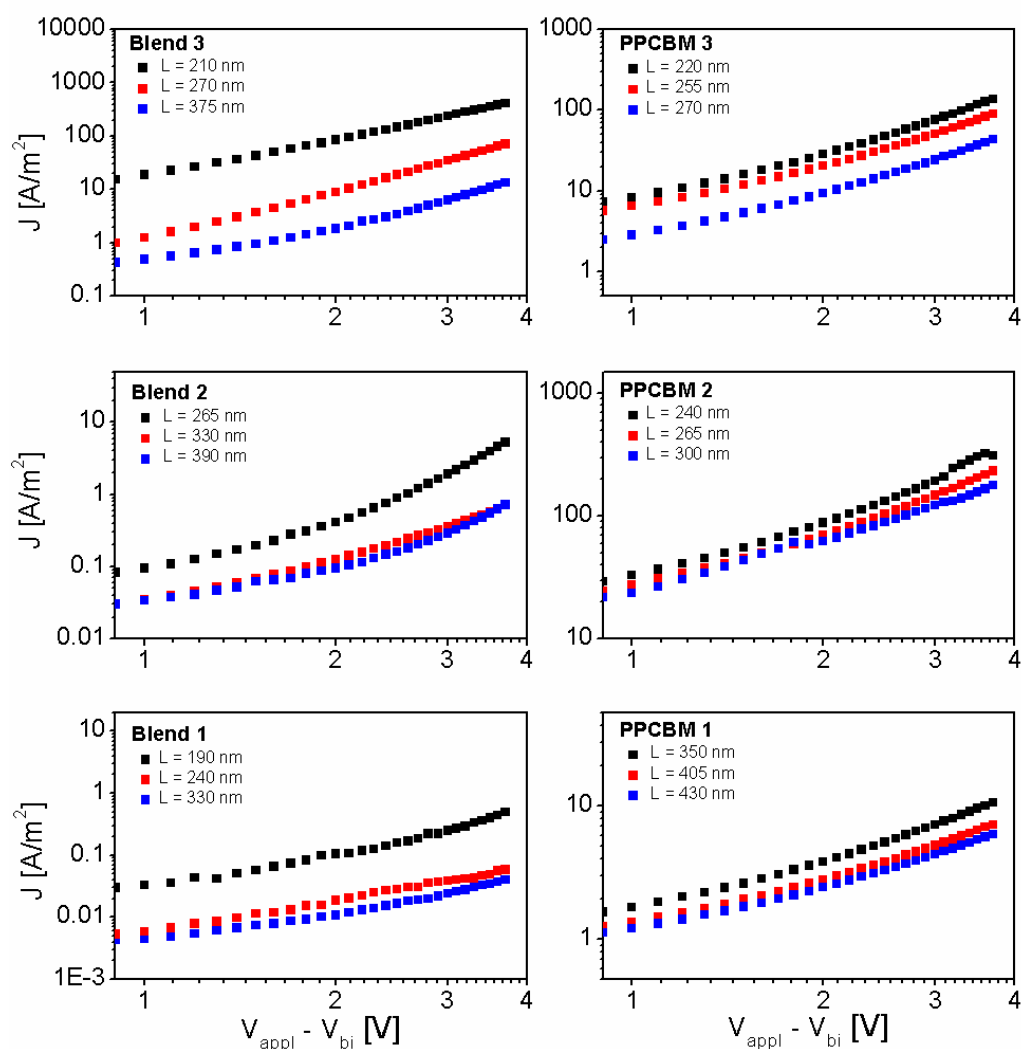 Blend 3
L = 210 nm
L = 270 nm
L = 375 nm
J [A/m²]
10000
1000
100
10
1
0.1
1
2
3
4
PPCBM 3
L = 220 nm
L = 255 nm
L = 270 nm
J [A/m²]
1000
100
10
1
1
2
3
4
Blend 2
L = 265 nm
L = 330 nm
L = 390 nm
J [A/m²]
10
1
0.1
0.01
1
2
3
4
PPCBM 2
L = 240 nm
L = 265 nm
L = 300 nm
1000
100
10
1
2
3
4
Blend 1
L = 190 nm
L = 240 nm
L = 330 nm
J [A/m²]
10
1
0.1
0.01
1E-3
1
2
3
4
V_appl - V_bi [V]
PPCBM 1
L = 350 nm
L = 405 nm
L = 430 nm
10
1
1
2
3
4
V_appl - V_bi [V]